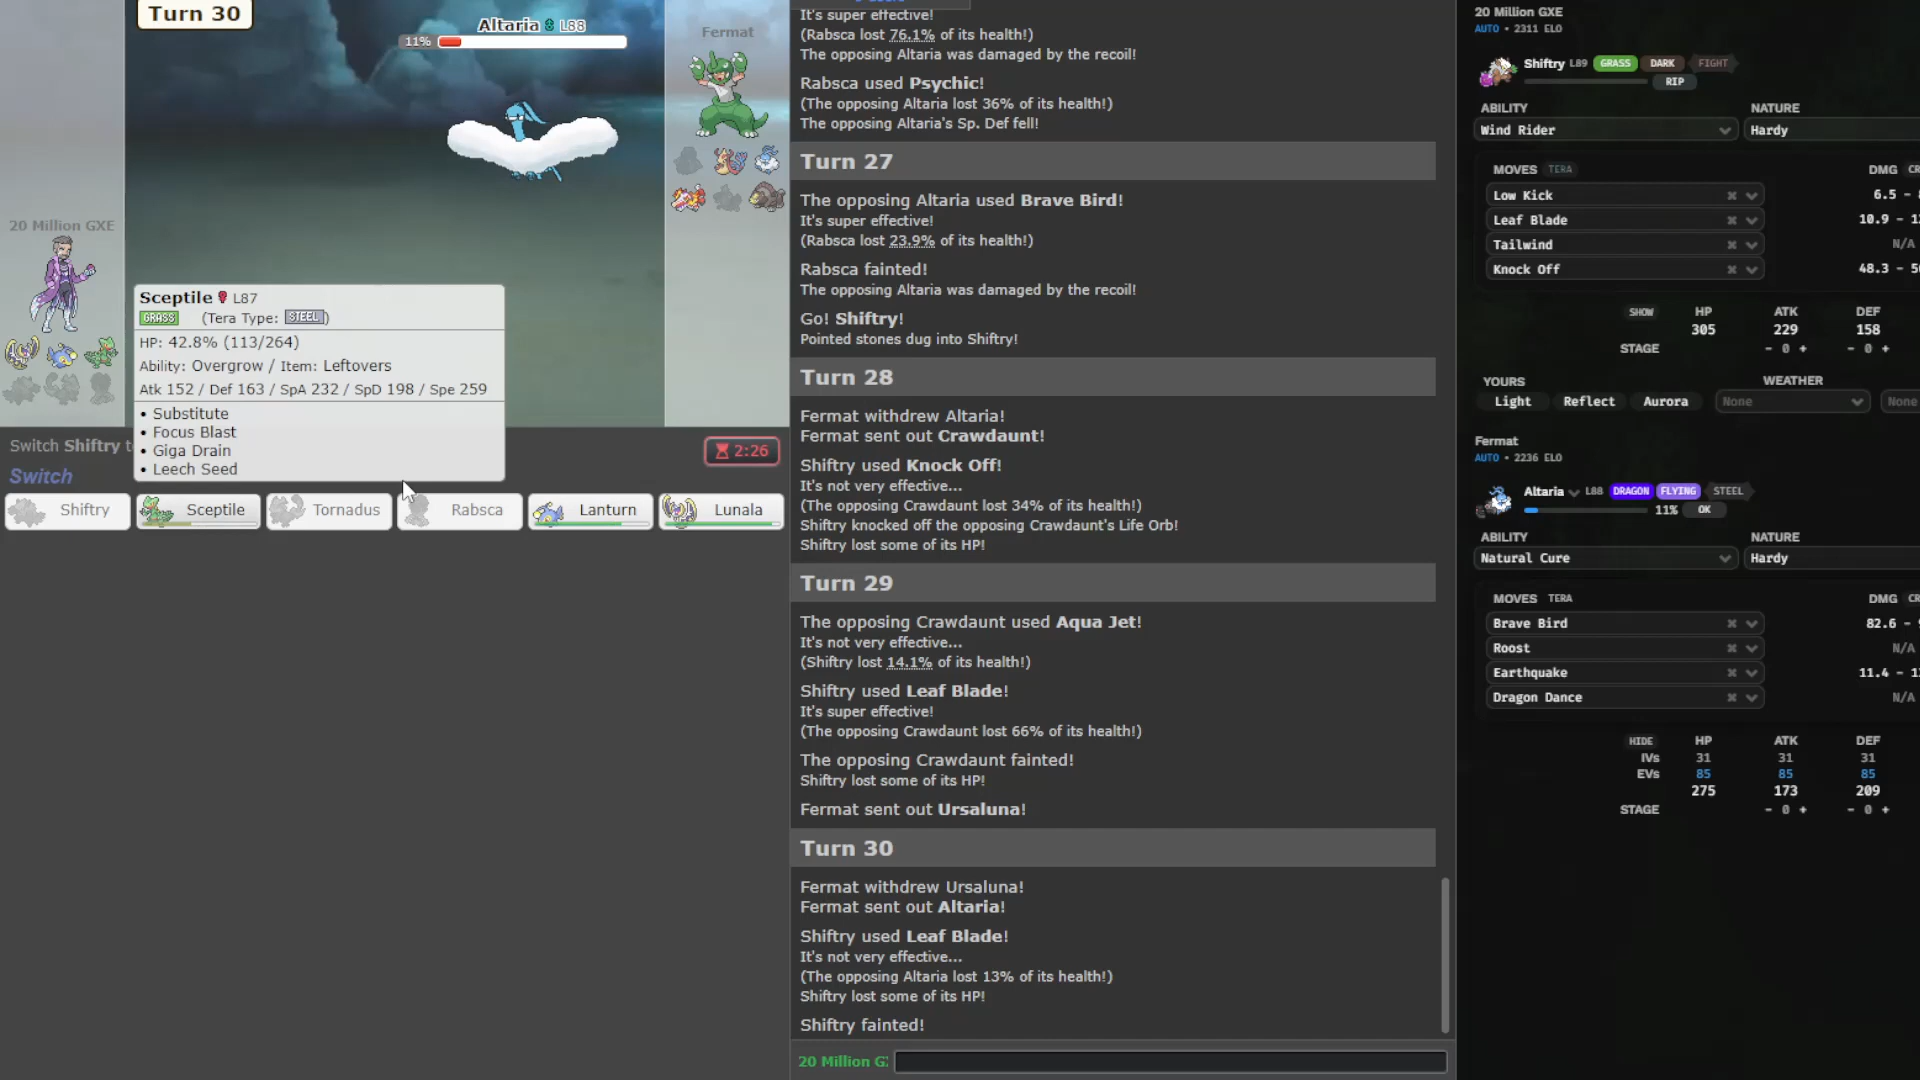 Turn 30
Altaria L88
11%
Fermat
20 Million GXE
Sceptile L87
GRASS (Tera Type: STEEL)
HP: 42.8% (113/264)
Ability: Overgrow / Item: Leftovers
Atk 152 / Def 163 / SpA 232 / SpD 198 / Spe 259
• Substitute
• Focus Blast
• Giga Drain
• Leech Seed
Switch Shiftry to
2:26
Switch
Shiftry Sceptile Tornadus Rabsca Lanturn Lunala
It's super effective!
(Rabsca lost 76.1% of its health!)
The opposing Altaria was damaged by the recoil!
Rabsca used Psychic!
(The opposing Altaria lost 36% of its health!)
The opposing Altaria's Sp. Def fell!
Turn 27
The opposing Altaria used Brave Bird!
It's super effective!
(Rabsca lost 23.9% of its health!)
Rabsca fainted!
The opposing Altaria was damaged by the recoil!
Go! Shiftry!
Pointed stones dug into Shiftry!
Turn 28
Fermat withdrew Altaria!
Fermat sent out Crawdaunt!
Shiftry used Knock Off!
It's not very effective...
(The opposing Crawdaunt lost 34% of its health!)
Shiftry knocked off the opposing Crawdaunt's Life Orb!
Shiftry lost some of its HP!
Turn 29
The opposing Crawdaunt used Aqua Jet!
It's not very effective...
(Shiftry lost 14.1% of its health!)
Shiftry used Leaf Blade!
It's super effective!
(The opposing Crawdaunt lost 66% of its health!)
The opposing Crawdaunt fainted!
Shiftry lost some of its HP!
Fermat sent out Ursaluna!
Turn 30
Fermat withdrew Ursaluna!
Fermat sent out Altaria!
Shiftry used Leaf Blade!
It's not very effective...
(The opposing Altaria lost 13% of its health!)
Shiftry lost some of its HP!
Shiftry fainted!
20 Million G
20 Million GXE
AUTO • 2311 ELO
Shiftry L89 GRASS DARK FIGHT
RIP
ABILITY NATURE
Wind Rider Hardy
MOVES TERA DMG CR
Low Kick 6.5 -
Leaf Blade 10.9 - 1
Tailwind N/A
Knock Off 48.3 - 5
SHOW HP ATK DEF
305 229 158
STAGE - 0 + - 0 +
YOURS WEATHER
Light Reflect Aurora None None
Fermat
AUTO • 2236 ELO
Altaria L88 DRAGON FLYING STEEL
11% OK
ABILITY NATURE
Natural Cure Hardy
MOVES TERA DMG CR
Brave Bird 82.6 -
Roost N/A
Earthquake 11.4 - 1
Dragon Dance N/A
HIDE HP ATK DEF
IVs 31 31 31
EVs 85 85 85
275 173 209
STAGE - 0 + - 0 +